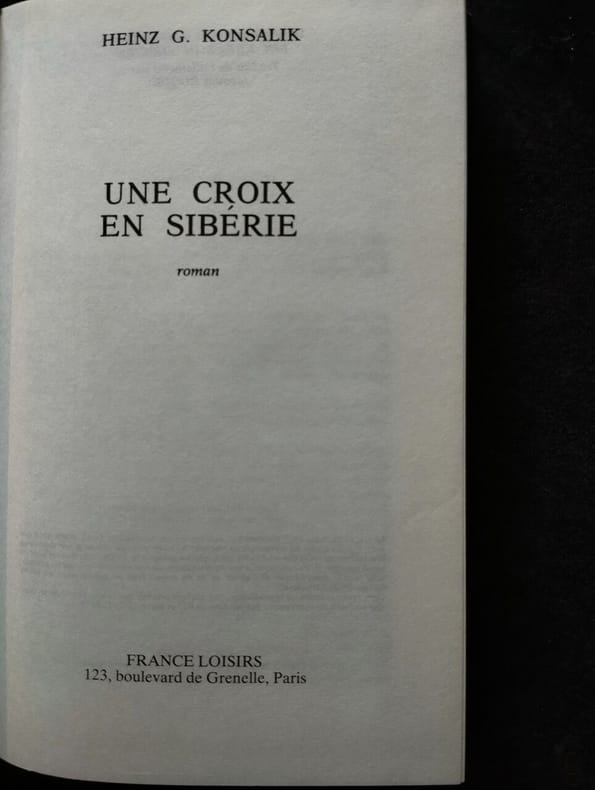 HEINZ G. KONSALIK
UNE CROIX
EN SIBÉRIE
roman
FRANCE LOISIRS
123, boulevard de Grenelle, Paris